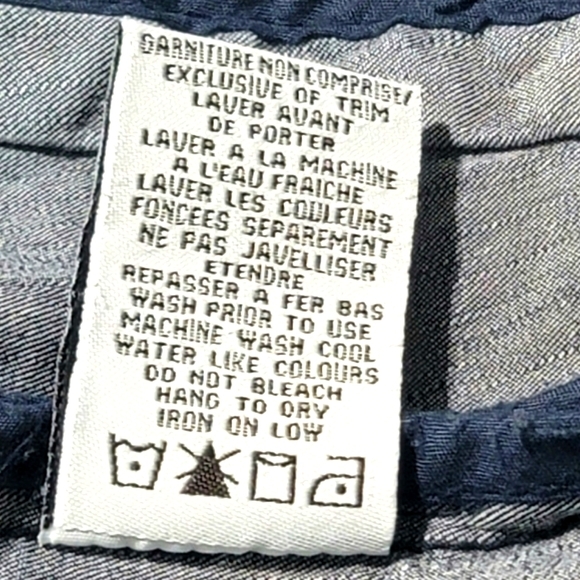 GARNITURE NON COMPRISE/
EXCLUSIVE OF TRIM
LAVER AVANT
DE PORTER
LAVER A LA MACHINE
A L'EAU FRAICHE
LAVER LES COULEURS
FONCEES SEPAREMENT
NE PAS JAVELLISER
ETENDRE
REPASSER A FER BAS
WASH PRIOR TO USE
MACHINE WASH COOL
WATER LIKE COLOURS
DO NOT BLEACH
HANG TO DRY
IRON ON LOW